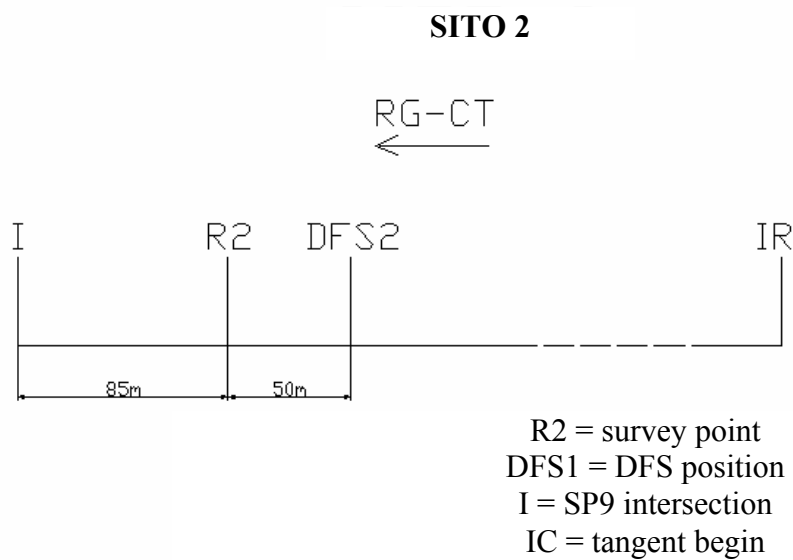 SITO 2
RG-CT
I R2 DFS2 IR
85m 50m
R2 = survey point
DFS1 = DFS position
I = SP9 intersection
IC = tangent begin